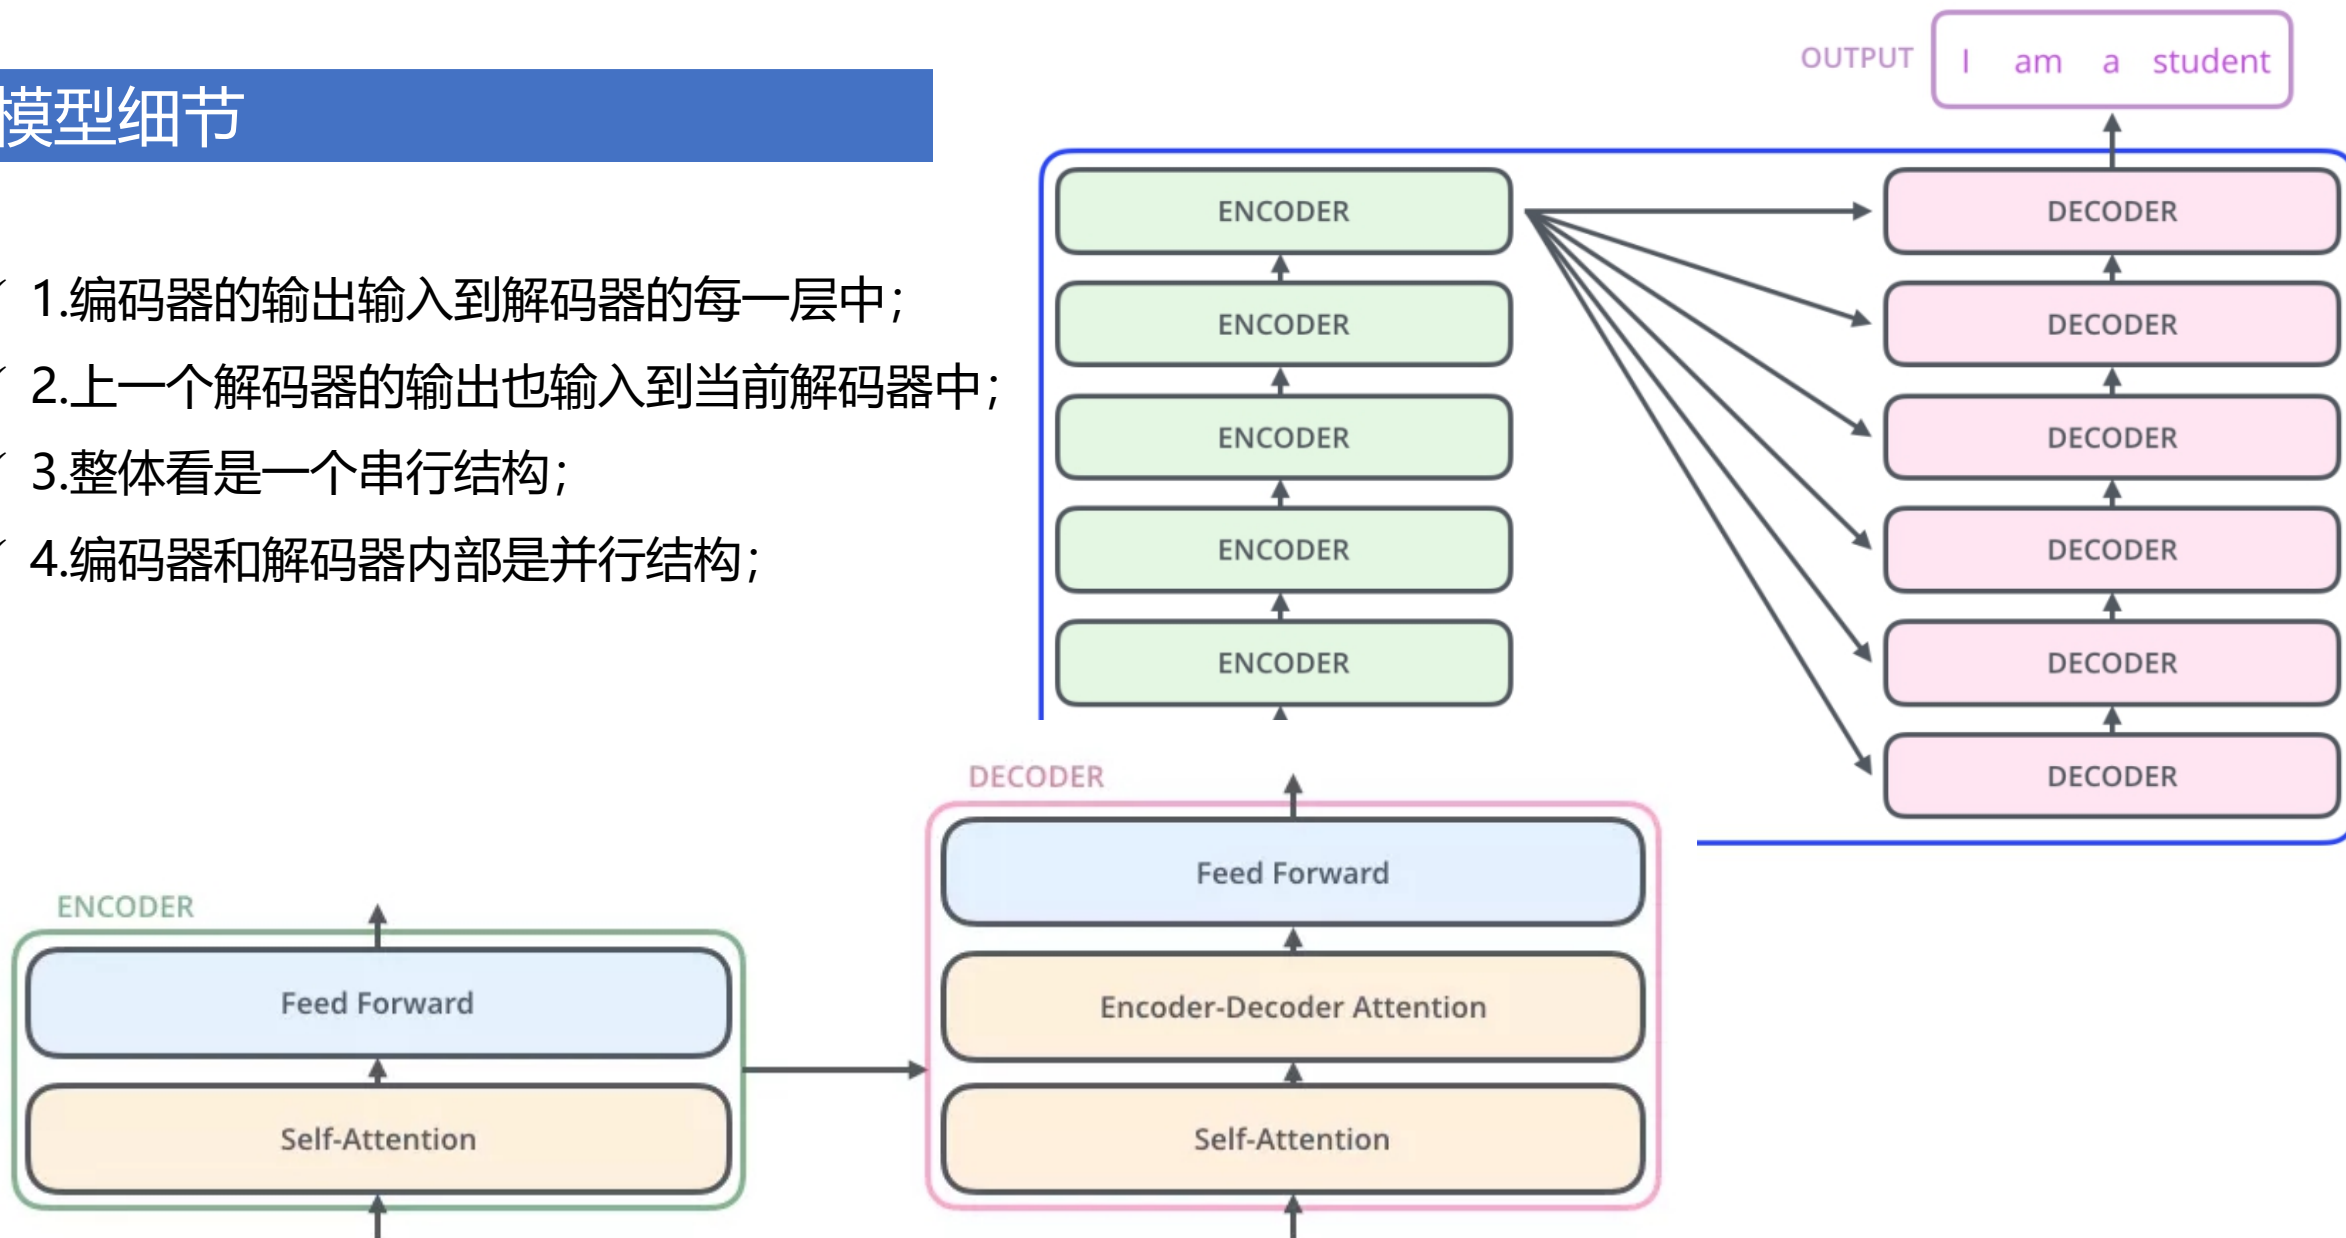 模型细节
1.编码器的输出输入到解码器的每一层中；
2.上一个解码器的输出也输入到当前解码器中；
3.整体看是一个串行结构；
4.编码器和解码器内部是并行结构；
OUTPUT
I am a student
ENCODER
DECODER
ENCODER
DECODER
ENCODER
DECODER
ENCODER
DECODER
ENCODER
DECODER
DECODER
ENCODER
Feed Forward
Self-Attention
DECODER
Feed Forward
Encoder-Decoder Attention
Self-Attention